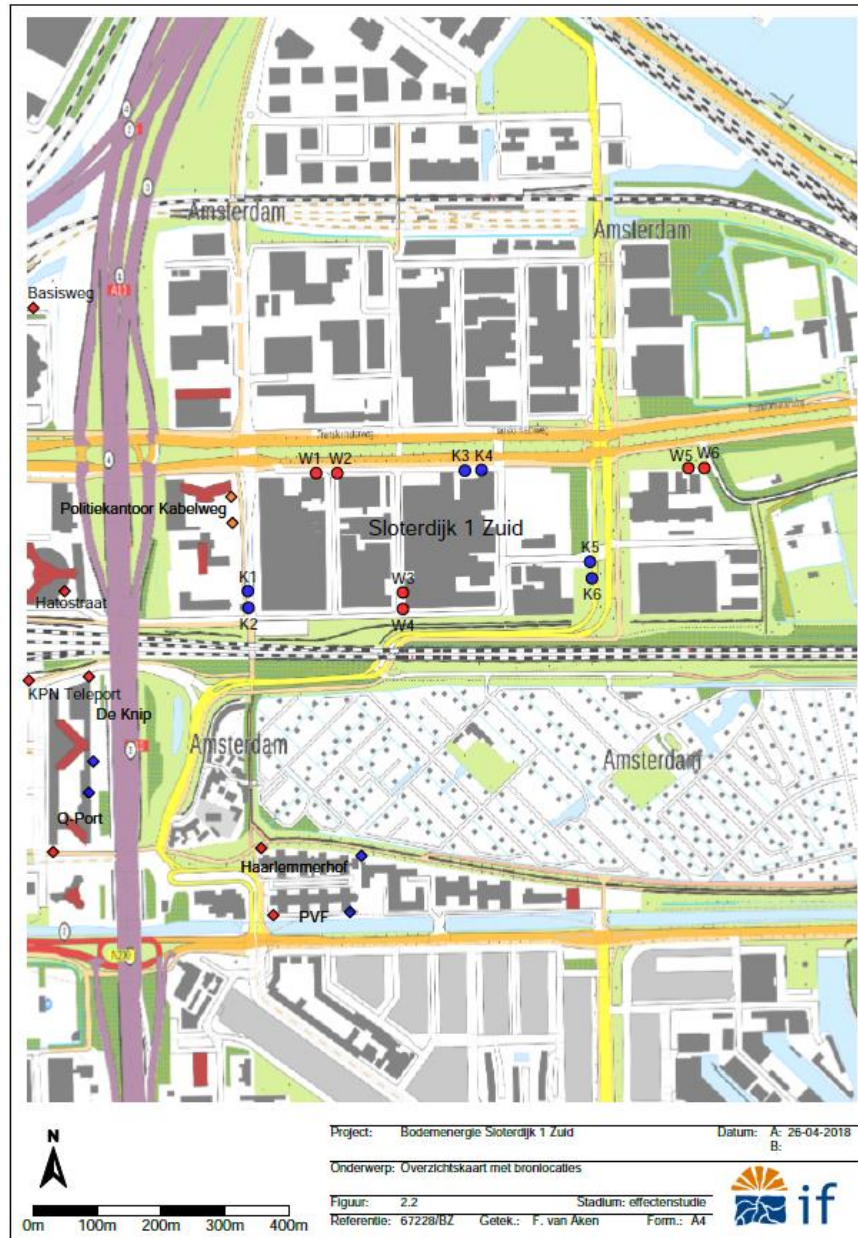 Amsterdam
Amsterdam
Basisweg
W1 W2
K3 K4
W5 W6
Politiekantoor Kabelweg
Sloterdijk 1 Zuid
K5
K6
K1
K2
W3
W4
Hatostraat
KPN Teleport
De Knip
Amsterdam
Amsterdam
Q-Port
Haarlemmerhof
PVF
N
0m 100m 200m 300m 400m
Project: Bodemenergie Sloterdijk 1 Zuid Datum: A: 26-04-2018
B:
Onderwerp: Overzichtskaart met bronlocaties
Figuur: 2.2 Stadium: effectenstudie
Referentie: 67228/BZ Getek.: F. van Aken Form.: A4
if